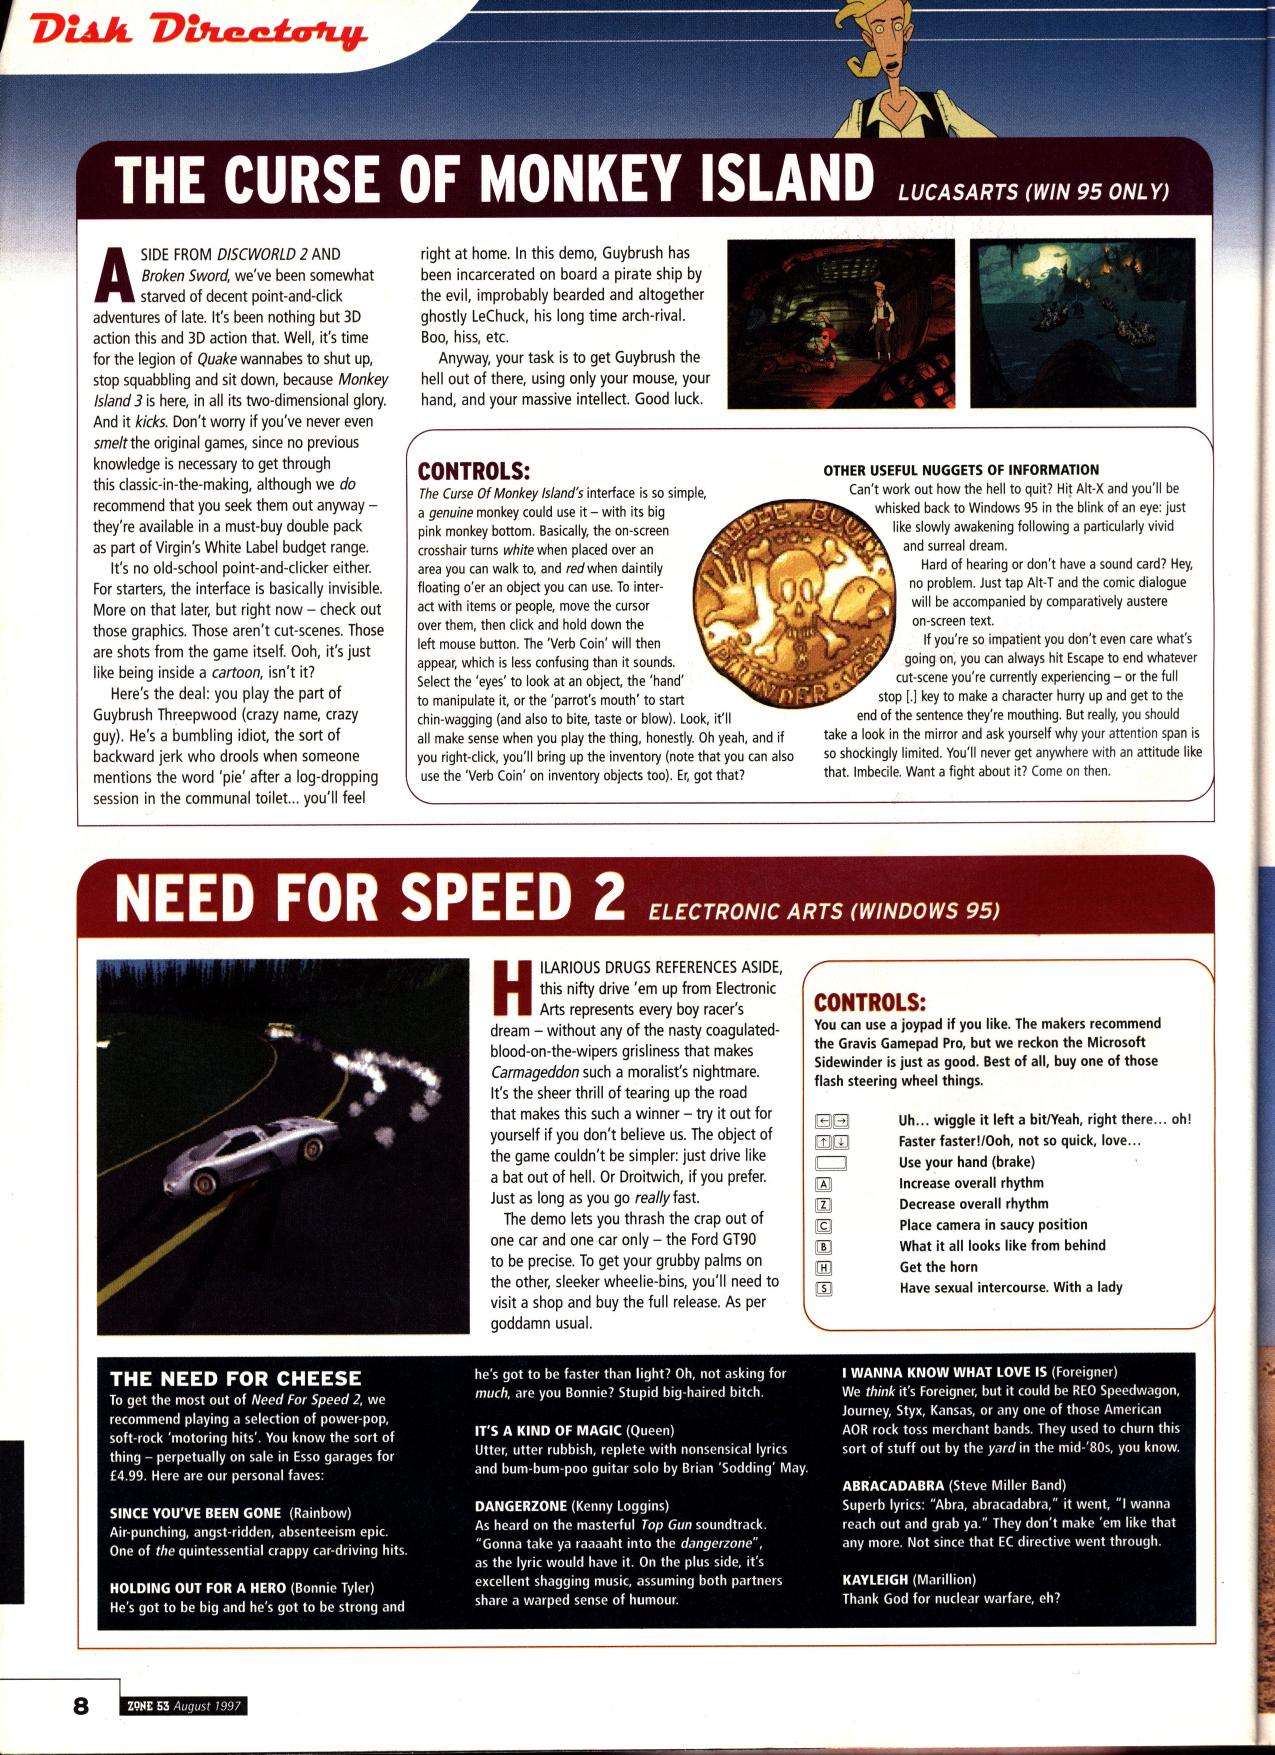 Disk Directory
THE CURSE OF MONKEY ISLAND LUCASARTS (WIN 95 ONLY)
ASIDE FROM DISCWORLD 2 AND
Broken Sword, we've been somewhat
starved of decent point-and-click
adventures of late. It's been nothing but 3D
action this and 3D action that. Well, it's time
for the legion of Quake wannabes to shut up,
stop squabbling and sit down, because Monkey
Island 3 is here, in all its two-dimensional glory.
And it kicks. Don't worry if you've never even
smelt the original games, since no previous
knowledge is necessary to get through
this classic-in-the-making, although we do
recommend that you seek them out anyway –
they're available in a must-buy double pack
as part of Virgin's White Label budget range.
It's no old-school point-and-clicker either.
For starters, the interface is basically invisible.
More on that later, but right now – check out
those graphics. Those aren't cut-scenes. Those
are shots from the game itself. Ooh, it's just
like being inside a cartoon, isn't it?
Here's the deal: you play the part of
Guybrush Threepwood (crazy name, crazy
guy). He's a bumbling idiot, the sort of
backward jerk who drools when someone
mentions the word 'pie' after a log-dropping
session in the communal toilet... you'll feel
right at home. In this demo, Guybrush has
been incarcerated on board a pirate ship by
the evil, improbably bearded and altogether
ghostly LeChuck, his long time arch-rival.
Boo, hiss, etc.
Anyway, your task is to get Guybrush the
hell out of there, using only your mouse, your
hand, and your massive intellect. Good luck.
CONTROLS:
The Curse Of Monkey Island's interface is so simple,
a genuine monkey could use it – with its big
pink monkey bottom. Basically, the on-screen
crosshair turns white when placed over an
area you can walk to, and red when daintily
floating o'er an object you can use. To inter-
act with items or people, move the cursor
over them, then click and hold down the
left mouse button. The 'Verb Coin' will then
appear, which is less confusing than it sounds.
Select the 'eyes' to look at an object, the 'hand'
to manipulate it, or the 'parrot's mouth' to start
chin-wagging (and also to bite, taste or blow). Look, it'll
all make sense when you play the thing, honestly. Oh yeah, and if
you right-click, you'll bring up the inventory (note that you can also
use the 'Verb Coin' on inventory objects too). Er, got that?
MELEE BOOTY
PLUNDER
OTHER USEFUL NUGGETS OF INFORMATION
Can't work out how the hell to quit? Hit Alt-X and you'll be
whisked back to Windows 95 in the blink of an eye: just
like slowly awakening following a particularly vivid
and surreal dream.
Hard of hearing or don't have a sound card? Hey,
no problem. Just tap Alt-T and the comic dialogue
will be accompanied by comparatively austere
on-screen text.
If you're so impatient you don't even care what's
going on, you can always hit Escape to end whatever
cut-scene you're currently experiencing – or the full
stop [.] key to make a character hurry up and get to the
end of the sentence they're mouthing. But really, you should
take a look in the mirror and ask yourself why your attention span is
so shockingly limited. You'll never get anywhere with an attitude like
that. Imbecile. Want a fight about it? Come on then.
NEED FOR SPEED 2 ELECTRONIC ARTS (WINDOWS 95)
HILARIOUS DRUGS REFERENCES ASIDE,
this nifty drive 'em up from Electronic
Arts represents every boy racer's
dream – without any of the nasty coagulated-
blood-on-the-wipers grisliness that makes
Carmageddon such a moralist's nightmare.
It's the sheer thrill of tearing up the road
that makes this such a winner – try it out for
yourself if you don't believe us. The object of
the game couldn't be simpler: just drive like
a bat out of hell. Or Droitwich, if you prefer.
Just as long as you go really fast.
The demo lets you thrash the crap out of
one car and one car only – the Ford GT90
to be precise. To get your grubby palms on
the other, sleeker wheelie-bins, you'll need to
visit a shop and buy the full release. As per
goddamn usual.
CONTROLS:
You can use a joypad if you like. The makers recommend
the Gravis Gamepad Pro, but we reckon the Microsoft
Sidewinder is just as good. Best of all, buy one of those
flash steering wheel things.
← → Uh... wiggle it left a bit/Yeah, right there... oh!
↑ ↓ Faster faster!/Ooh, not so quick, love...
Use your hand (brake)
A Increase overall rhythm
Z Decrease overall rhythm
C Place camera in saucy position
B What it all looks like from behind
H Get the horn
S Have sexual intercourse. With a lady
THE NEED FOR CHEESE
To get the most out of Need For Speed 2, we
recommend playing a selection of power-pop,
soft-rock 'motoring hits'. You know the sort of
thing – perpetually on sale in Esso garages for
£4.99. Here are our personal faves:
SINCE YOU'VE BEEN GONE (Rainbow)
Air-punching, angst-ridden, absenteeism epic.
One of the quintessential crappy car-driving hits.
HOLDING OUT FOR A HERO (Bonnie Tyler)
He's got to be big and he's got to be strong and
he's got to be faster than light? Oh, not asking for
much, are you Bonnie? Stupid big-haired bitch.
IT'S A KIND OF MAGIC (Queen)
Utter, utter rubbish, replete with nonsensical lyrics
and bum-bum-poo guitar solo by Brian 'Sodding' May.
DANGERZONE (Kenny Loggins)
As heard on the masterful Top Gun soundtrack.
"Gonna take ya raaaaht into the dangerzone",
as the lyric would have it. On the plus side, it's
excellent shagging music, assuming both partners
share a warped sense of humour.
I WANNA KNOW WHAT LOVE IS (Foreigner)
We think it's Foreigner, but it could be REO Speedwagon,
Journey, Styx, Kansas, or any one of those American
AOR rock toss merchant bands. They used to churn this
sort of stuff out by the yard in the mid-'80s, you know.
ABRACADABRA (Steve Miller Band)
Superb lyrics: "Abra, abracadabra," it went, "I wanna
reach out and grab ya." They don't make 'em like that
any more. Not since that EC directive went through.
KAYLEIGH (Marillion)
Thank God for nuclear warfare, eh?
8 ZONE 53 August 1997